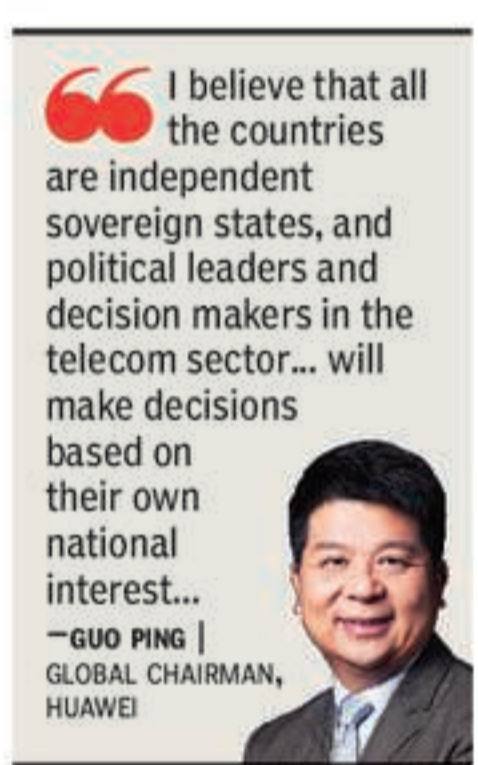 I believe that all
the countries
are independent
sovereign states, and
political leaders and
decision makers in the
telecom sector... will
make decisions
based on
their own
national
interest...
—GUO PING |
GLOBAL CHAIRMAN,
HUAWEI